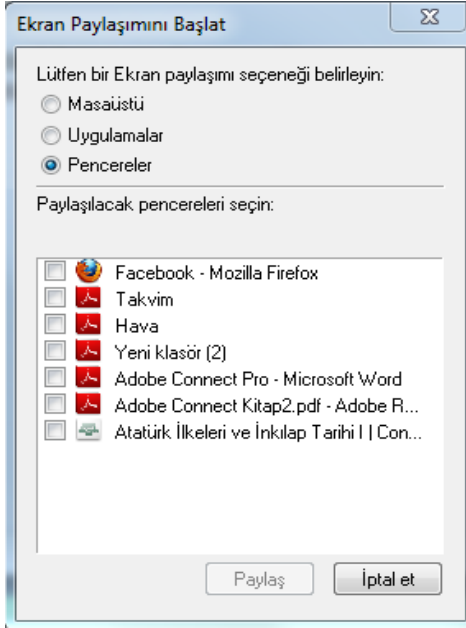 Ekran Paylaşımını Başlat
Lütfen bir Ekran paylaşımı seçeneği belirleyin:
Masaüstü
Uygulamalar
Pencereler
Paylaşılacak pencereleri seçin:
Facebook - Mozilla Firefox
Takvim
Hava
Yeni klasör (2)
Adobe Connect Pro - Microsoft Word
Adobe Connect Kitap2.pdf - Adobe R...
Atatürk İlkeleri ve İnkılap Tarihi I | Con...
Paylaş İptal et